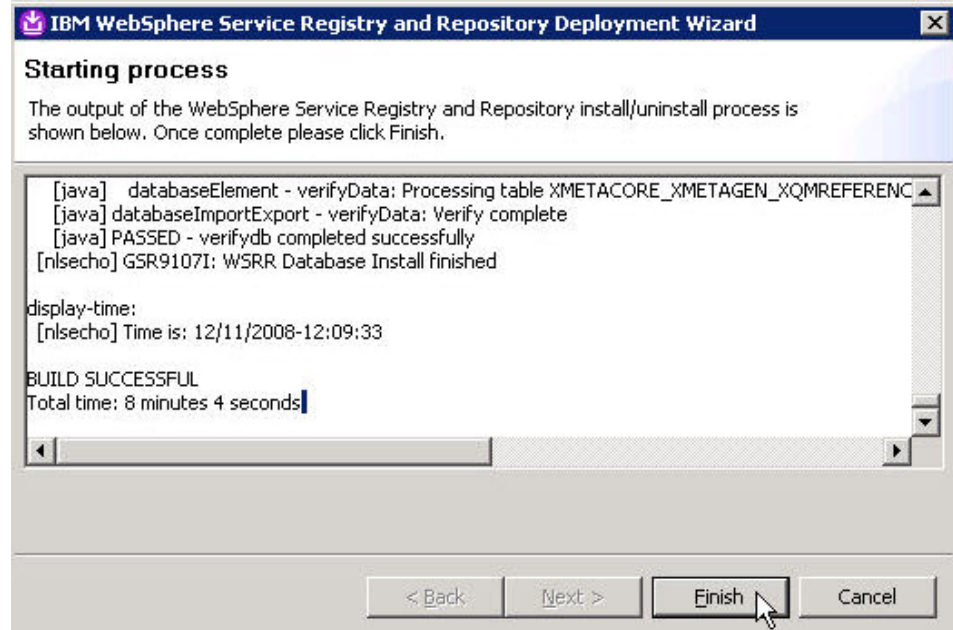 IBM WebSphere Service Registry and Repository Deployment Wizard
Starting process
The output of the WebSphere Service Registry and Repository install/uninstall process is
shown below. Once complete please click Finish.
[java] databaseElement - verifyData: Processing table XMETACORE_XMETAGEN_XQMREFERENC
[java] databaseImportExport - verifyData: Verify complete
[java] PASSED - verifydb completed successfully
[nlsecho] GSR9107I: WSRR Database Install finished
display-time:
[nlsecho] Time is: 12/11/2008-12:09:33
BUILD SUCCESSFUL
Total time: 8 minutes 4 seconds
< Back Next > Finish Cancel